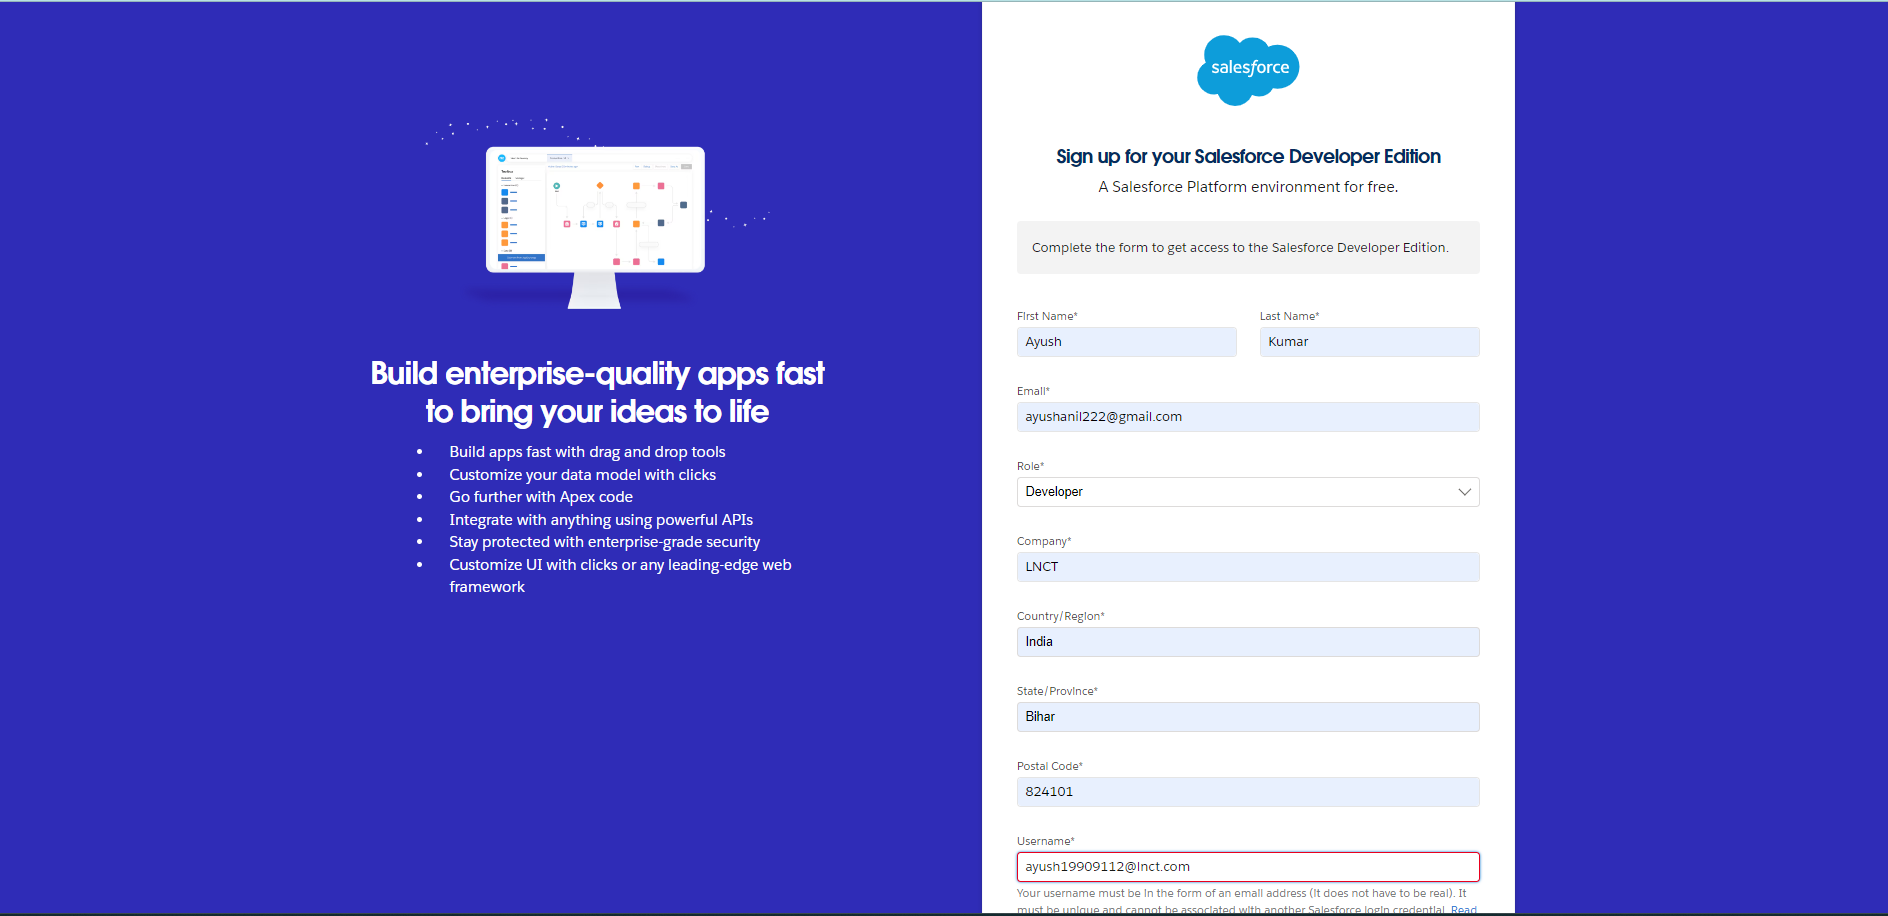 salesforce
Sign up for your Salesforce Developer Edition
A Salesforce Platform environment for free.
Complete the form to get access to the Salesforce Developer Edition.
First Name*
Last Name*
Ayush
Kumar
Email*
ayushanil222@gmail.com
Role*
Developer
Company*
LNCT
Country/Region*
India
State/Province*
Bihar
Postal Code*
824101
Username*
ayush19909112@lnct.com
Your username must be in the form of an email address (it does not have to be real). It
must be unique and cannot be associated with another Salesforce login credential. Read
Build enterprise-quality apps fast
to bring your ideas to life
• Build apps fast with drag and drop tools
• Customize your data model with clicks
• Go further with Apex code
• Integrate with anything using powerful APIs
• Stay protected with enterprise-grade security
• Customize UI with clicks or any leading-edge web
framework